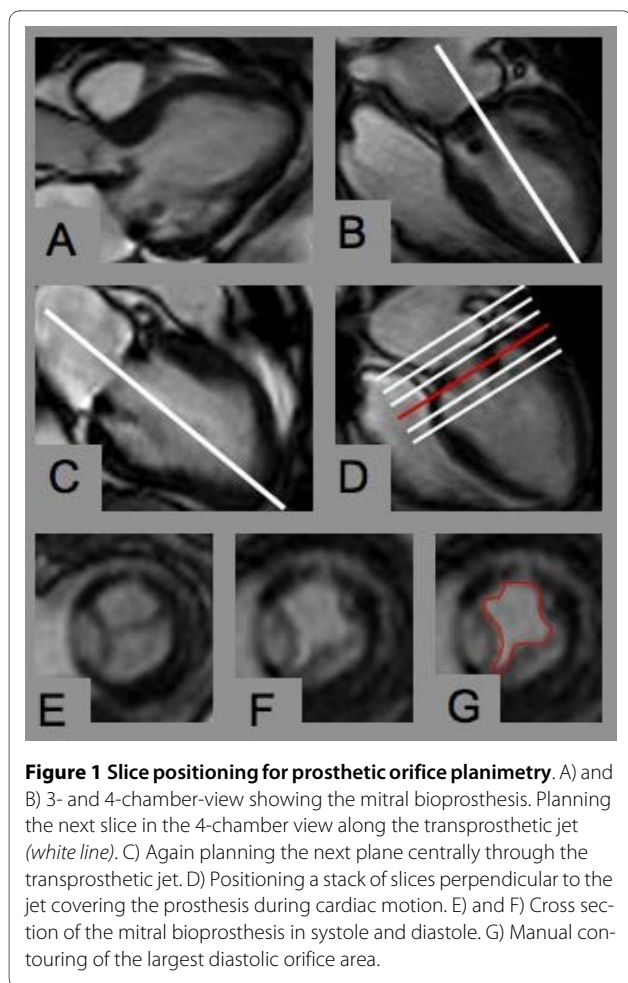 A
B
C
D
E
F
G
Figure 1 Slice positioning for prosthetic orifice planimetry. A) and
B) 3- and 4-chamber-view showing the mitral bioprosthesis. Planning
the next slice in the 4-chamber view along the transprosthetic jet
(white line). C) Again planning the next plane centrally through the
transprosthetic jet. D) Positioning a stack of slices perpendicular to the
jet covering the prosthesis during cardiac motion. E) and F) Cross sec-
tion of the mitral bioprosthesis in systole and diastole. G) Manual con-
touring of the largest diastolic orifice area.